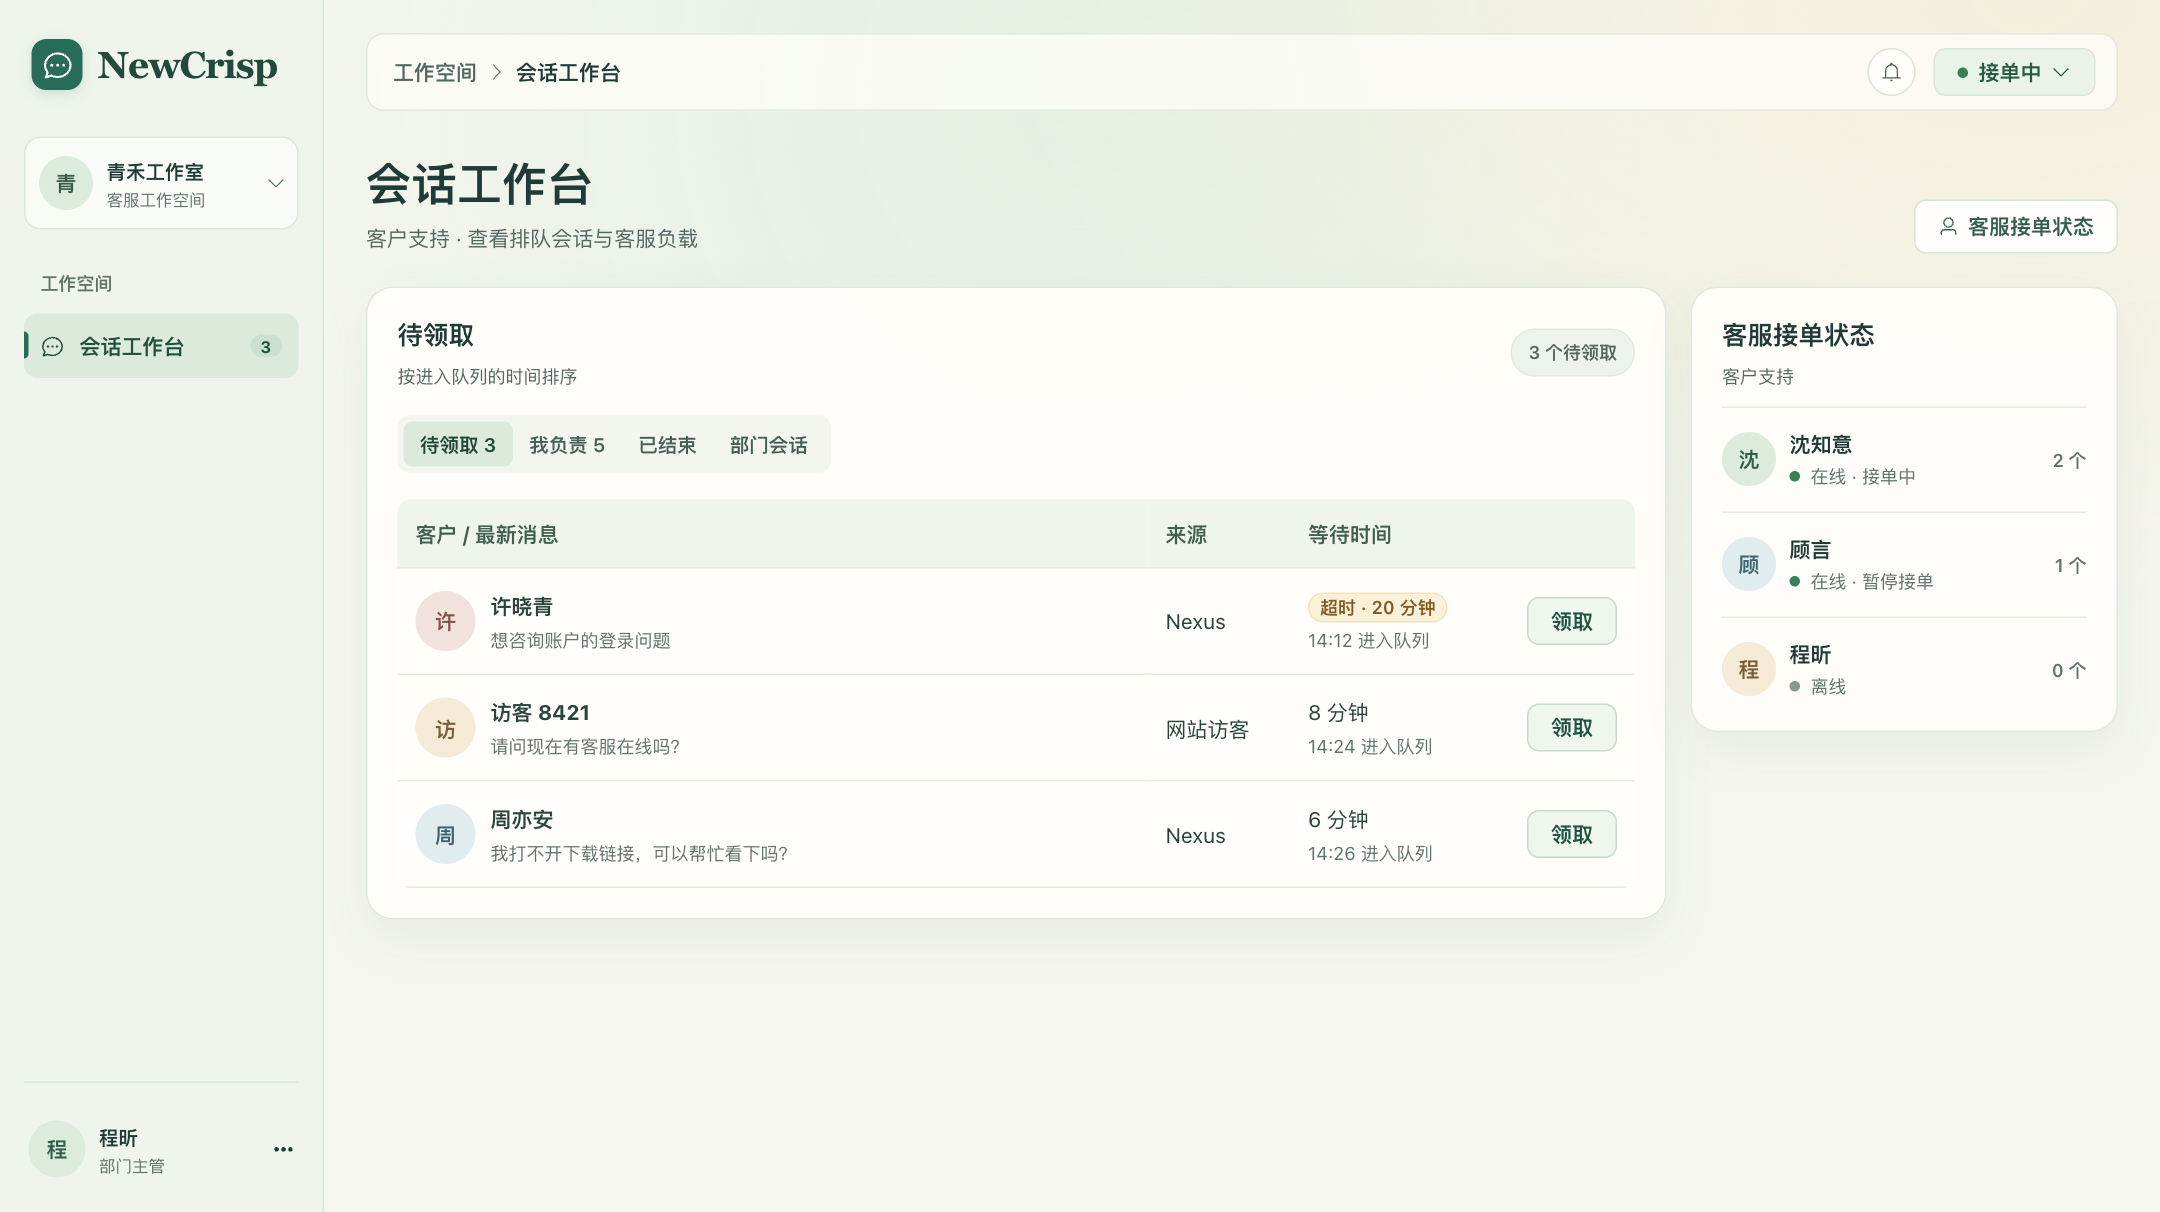 NewCrisp
青
青禾工作室
客服工作空间
工作空间
会话工作台
3
程
程昕
部门主管
工作空间
会话工作台
接单中
会话工作台
客户支持 · 查看排队会话与客服负载
客服接单状态
待领取
按进入队列的时间排序
3 个待领取
待领取 3
我负责 5
已结束
部门会话
客户 / 最新消息
来源
等待时间
许
许晓青
想咨询账户的登录问题
Nexus
超时 · 20 分钟
14:12 进入队列
领取
访
访客 8421
请问现在有客服在线吗?
网站访客
8 分钟
14:24 进入队列
领取
周
周亦安
我打不开下载链接，可以帮忙看下吗?
Nexus
6 分钟
14:26 进入队列
领取
客服接单状态
客户支持
沈
沈知意
在线 · 接单中
2 个
顾
顾言
在线 · 暂停接单
1 个
程
程昕
离线
0 个